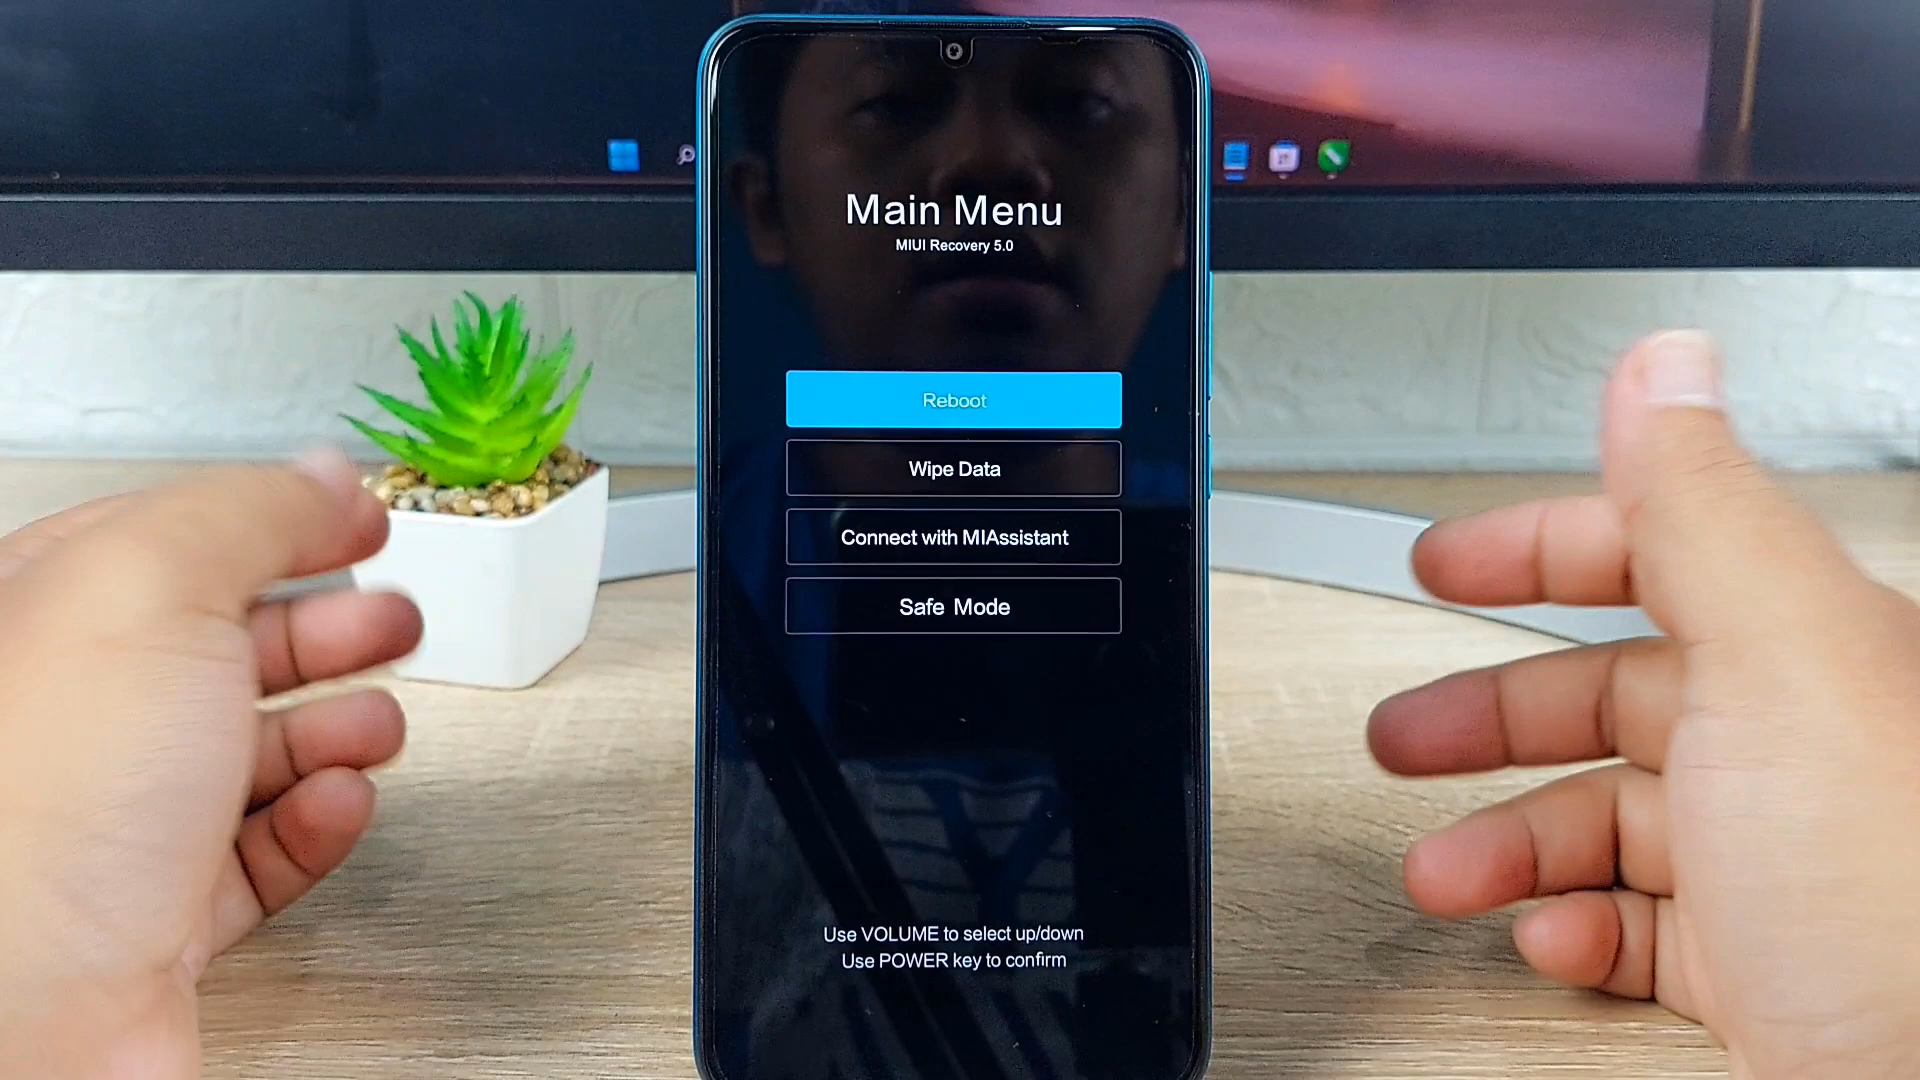 Main Menu
MIUI Recovery 5.0
Reboot
Wipe Data
Connect with MIAssistant
Safe Mode
Use VOLUME to select up/down
Use POWER key to confirm